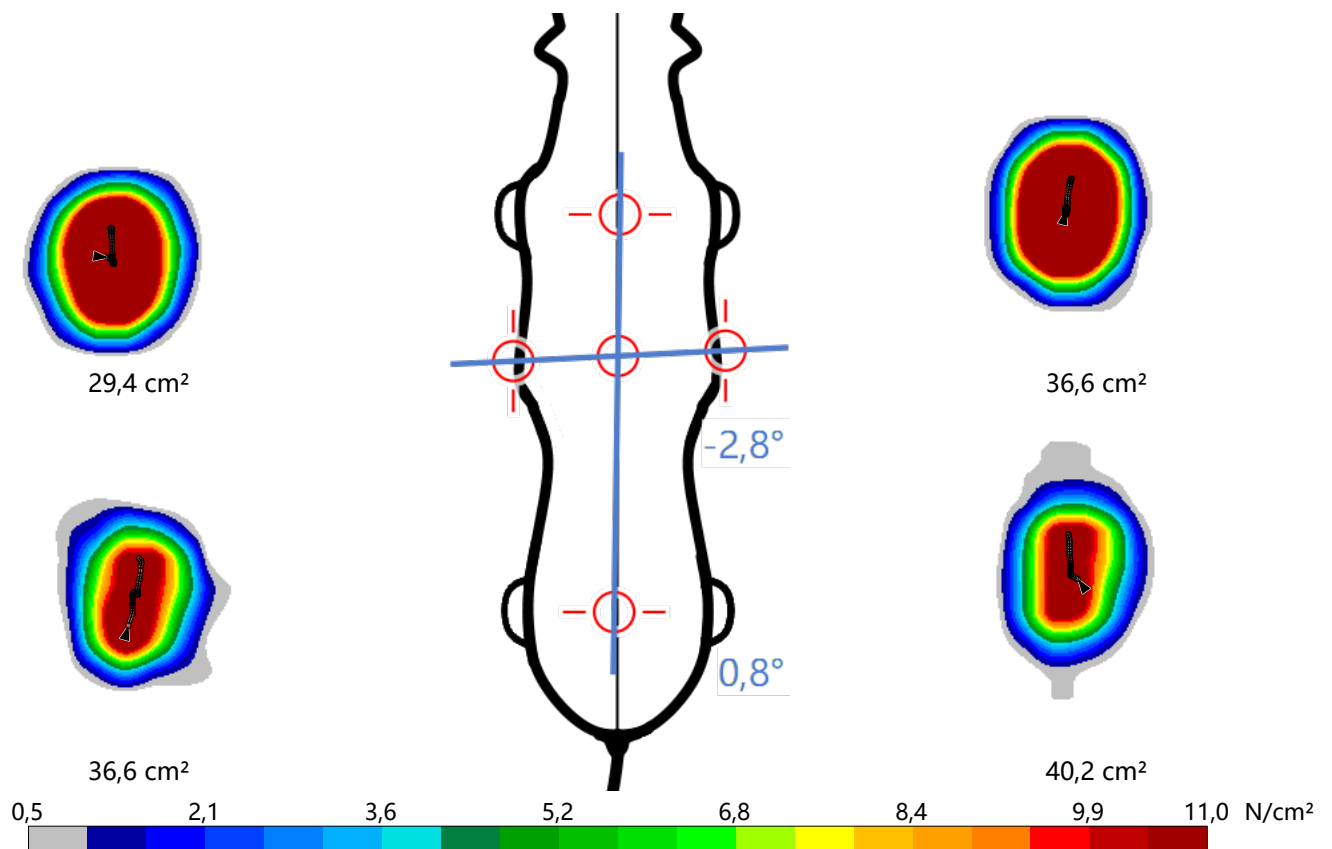 29,4 cm²
36,6 cm²
-2,8°
0,8°
36,6 cm²
40,2 cm²
0,5 2,1 3,6 5,2 6,8 8,4 9,9 11,0 N/cm²